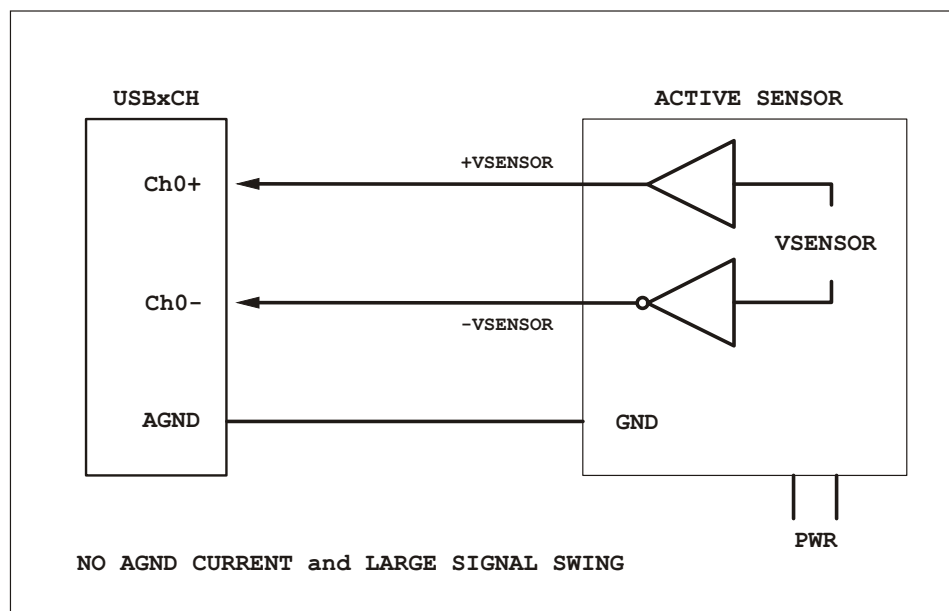 USBxCH
ACTIVE SENSOR
Ch0+
+VSENSOR
VSENSOR
Ch0-
-VSENSOR
AGND
GND
PWR
NO AGND CURRENT and LARGE SIGNAL SWING